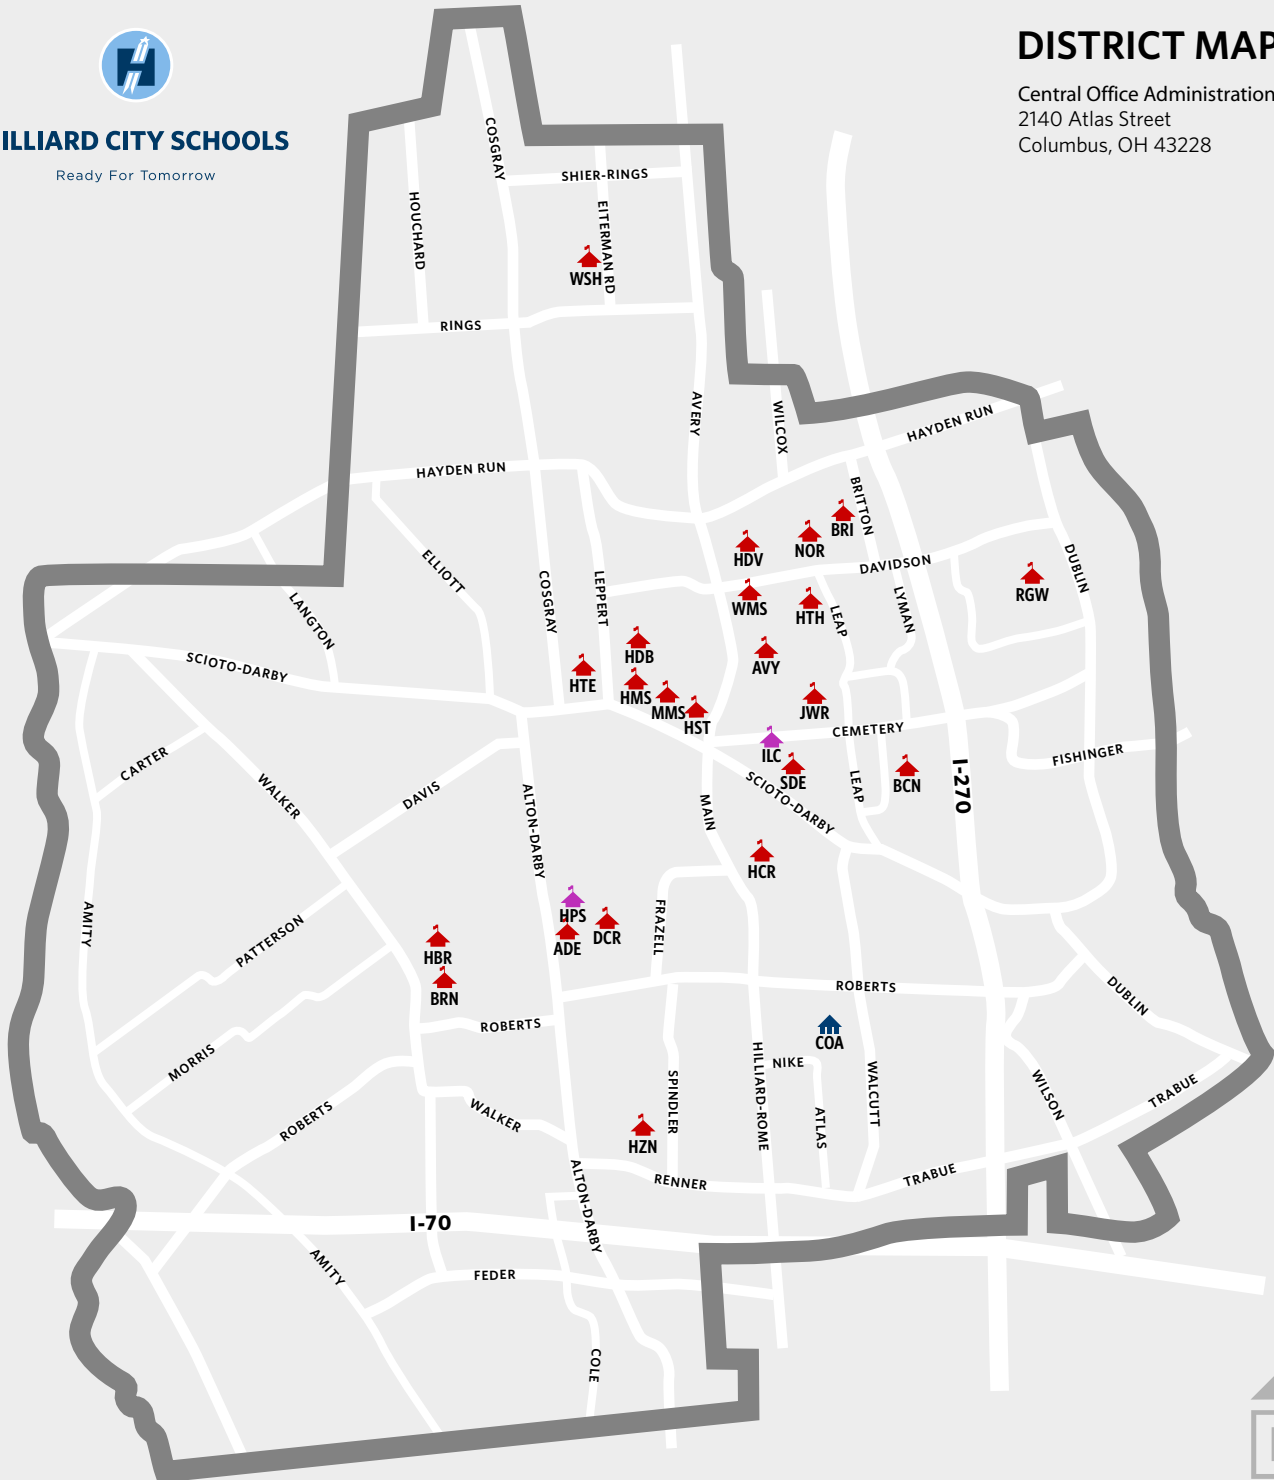 H
ILLIARD CITY SCHOOLS
Ready For Tomorrow
DISTRICT MAP
Central Office Administration
2140 Atlas Street
Columbus, OH 43228
COSGRAY
SHIER-RINGS
HOUCHARD
EITERMAN RD
WSH
RINGS
AVERY
WILCOX
HAYDEN RUN
HAYDEN RUN
BRITTON
BRI
NOR
HDV
DAVIDSON
DUBLIN
ELLIOTT
COSGRAY
LEPPERT
WMS
HTH
LEAP
LYMAN
RGW
LANGTON
SCIOTO-DARBY
HDB
AVY
HTE
HMS
MMS
HST
JWR
CEMETERY
ILC
FISHINGER
CARTER
SDE
BCN
I-270
WALKER
DAVIS
ALTON-DARBY
MAIN
SCIOTO-DARBY
LEAP
HCR
AMITY
PATTERSON
HPS
ADE
DCR
FRAZELL
HBR
BRN
ROBERTS
DUBLIN
ROBERTS
COA
MORRIS
HILLIARD-ROME
NIKE
WALCUTT
WILSON
TRABUE
ROBERTS
WALKER
SPINDLER
ATLAS
HZN
RENNER
TRABUE
ALTON-DARBY
I-70
AMITY
FEDER
COLE